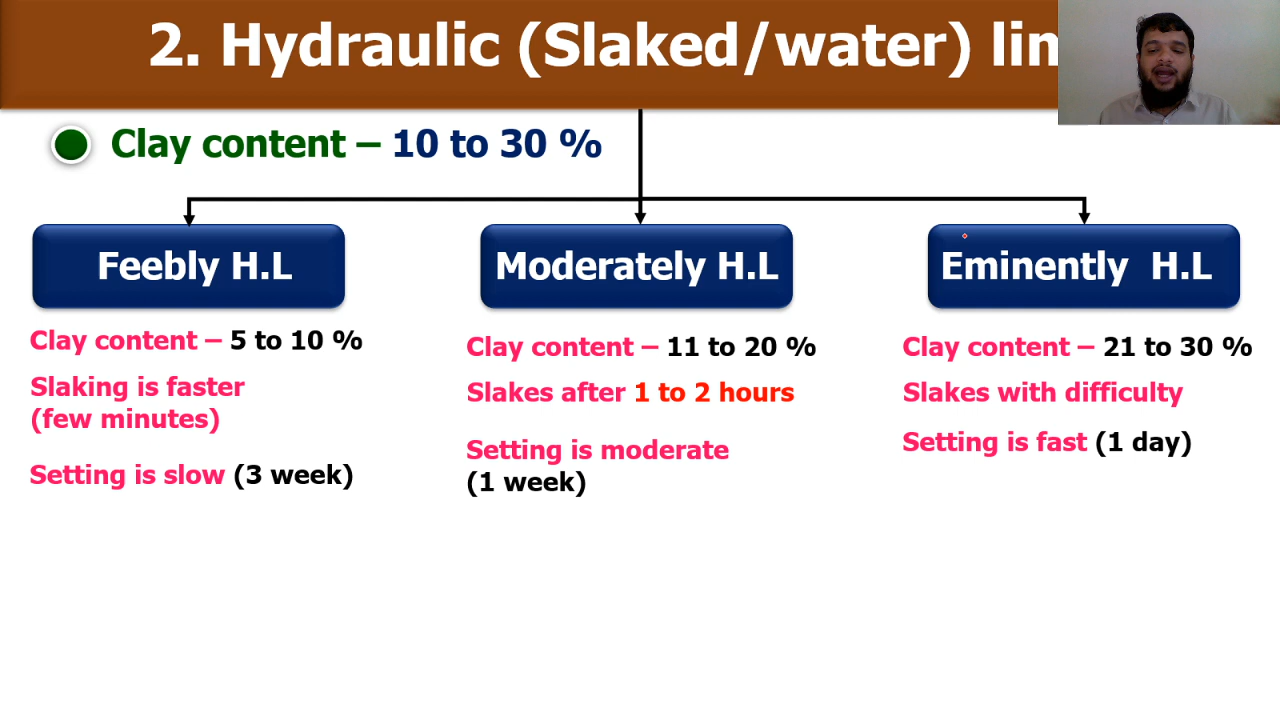 2. Hydraulic (Slaked/water) lin
Clay content – 10 to 30 %
Feebly H.L
Moderately H.L
Eminently H.L
Clay content – 5 to 10 %
Slaking is faster
(few minutes)
Setting is slow (3 week)
Clay content – 11 to 20 %
Slakes after 1 to 2 hours
Setting is moderate
(1 week)
Clay content – 21 to 30 %
Slakes with difficulty
Setting is fast (1 day)